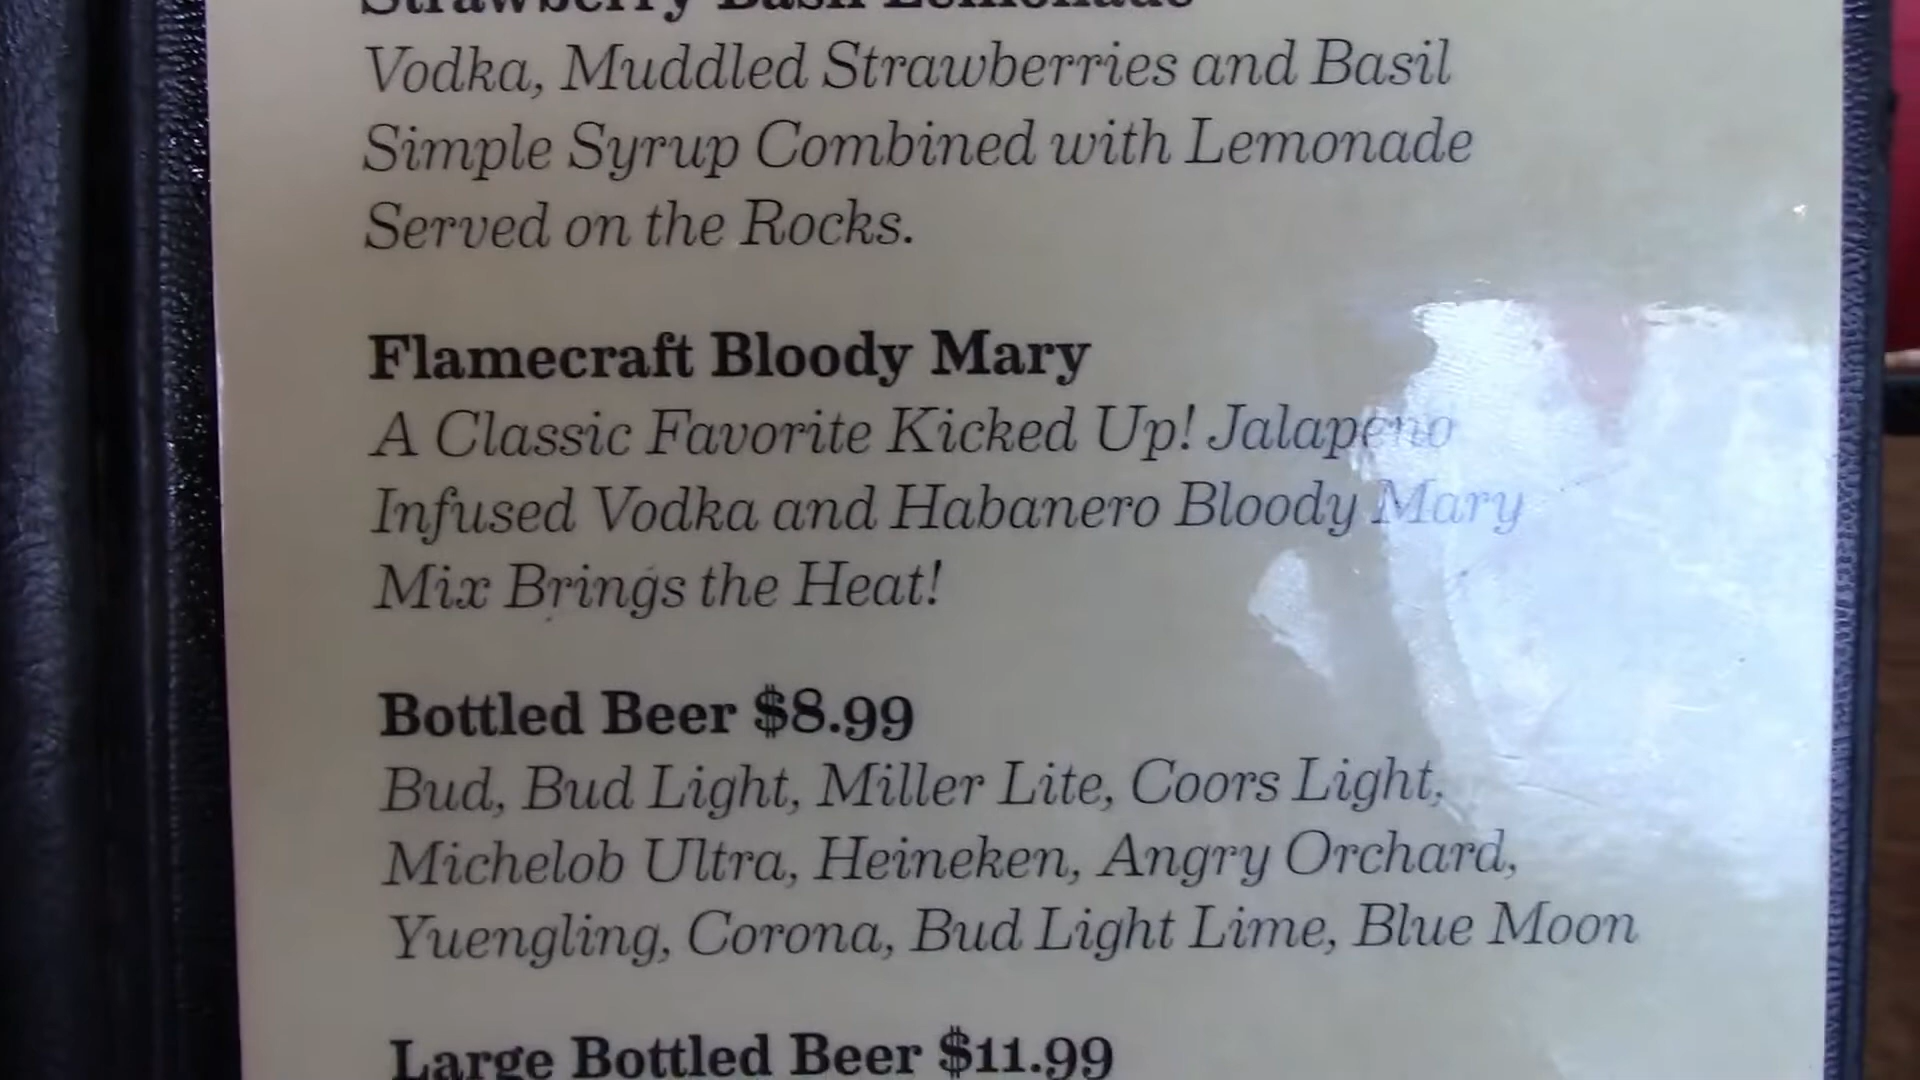 Strawberry Basil Lemonade
Vodka, Muddled Strawberries and Basil
Simple Syrup Combined with Lemonade
Served on the Rocks.
Flamecraft Bloody Mary
A Classic Favorite Kicked Up! Jalapeno
Infused Vodka and Habanero Bloody Mary
Mix Brings the Heat!
Bottled Beer $8.99
Bud, Bud Light, Miller Lite, Coors Light,
Michelob Ultra, Heineken, Angry Orchard,
Yuengling, Corona, Bud Light Lime, Blue Moon
Large Bottled Beer $11.99